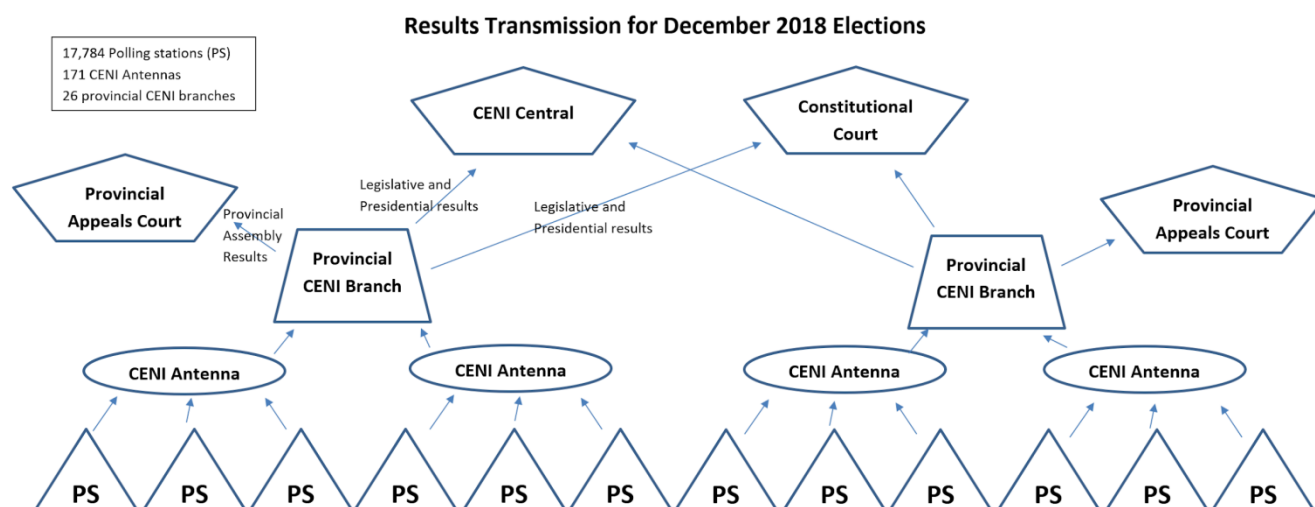 Results Transmission for December 2018 Elections
17,784 Polling stations (PS)
171 CENI Antennas
26 provincial CENI branches
CENI Central
Constitutional
Court
Provincial
Appeals Court
Legislative and
Presidential results
Legislative and
Presidential results
Provincial
Assembly
Results
Provincial
Appeals Court
Provincial
CENI Branch
Provincial
CENI Branch
CENI Antenna
CENI Antenna
CENI Antenna
CENI Antenna
PS
PS
PS
PS
PS
PS
PS
PS
PS
PS
PS
PS